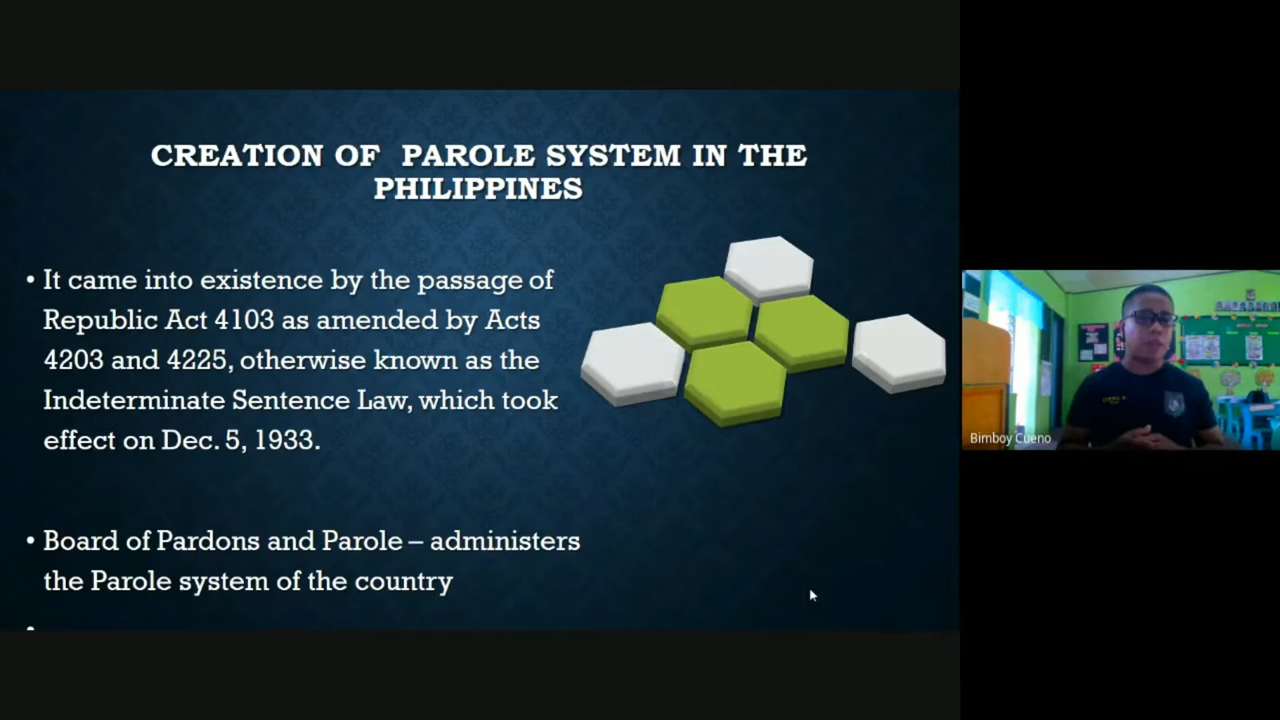 CREATION OF PAROLE SYSTEM IN THE
PHILIPPINES
• It came into existence by the passage of
Republic Act 4103 as amended by Acts
4203 and 4225, otherwise known as the
Indeterminate Sentence Law, which took
effect on Dec. 5, 1933.
• Board of Pardons and Parole – administers
the Parole system of the country
•
Bimboy Cueno